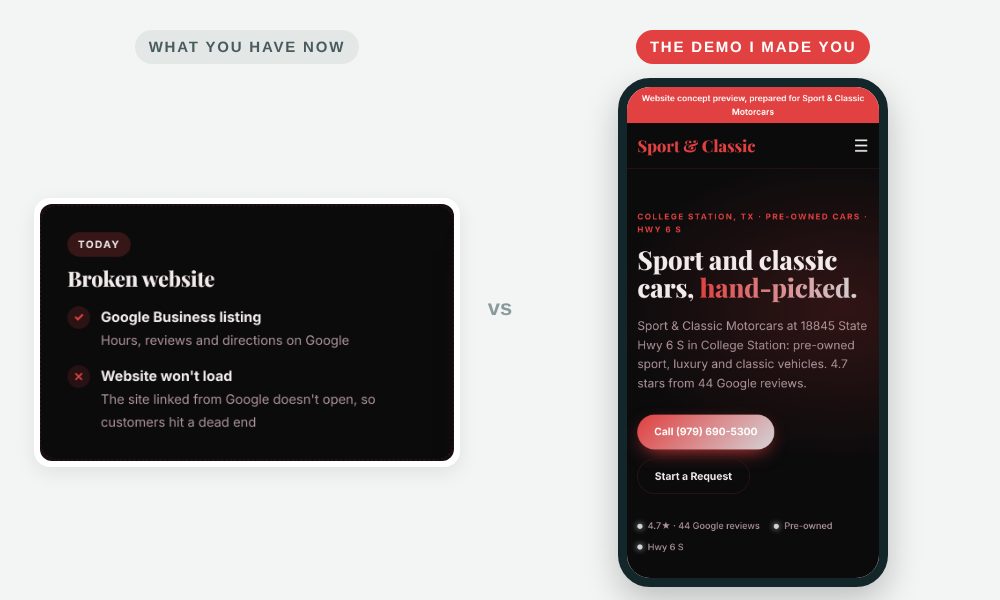 WHAT YOU HAVE NOW
TODAY
Broken website
Google Business listing
Hours, reviews and directions on Google
Website won't load
The site linked from Google doesn't open, so
customers hit a dead end
vs
THE DEMO I MADE YOU
Website concept preview, prepared for Sport & Classic
Motorcars
Sport & Classic
COLLEGE STATION, TX · PRE-OWNED CARS ·
HWY 6 S
Sport and classic
cars, hand-picked.
Sport & Classic Motorcars at 18845 State
Hwy 6 S in College Station: pre-owned
sport, luxury and classic vehicles. 4.7
stars from 44 Google reviews.
Call (979) 690-5300
Start a Request
4.7★ · 44 Google reviews
Pre-owned
Hwy 6 S